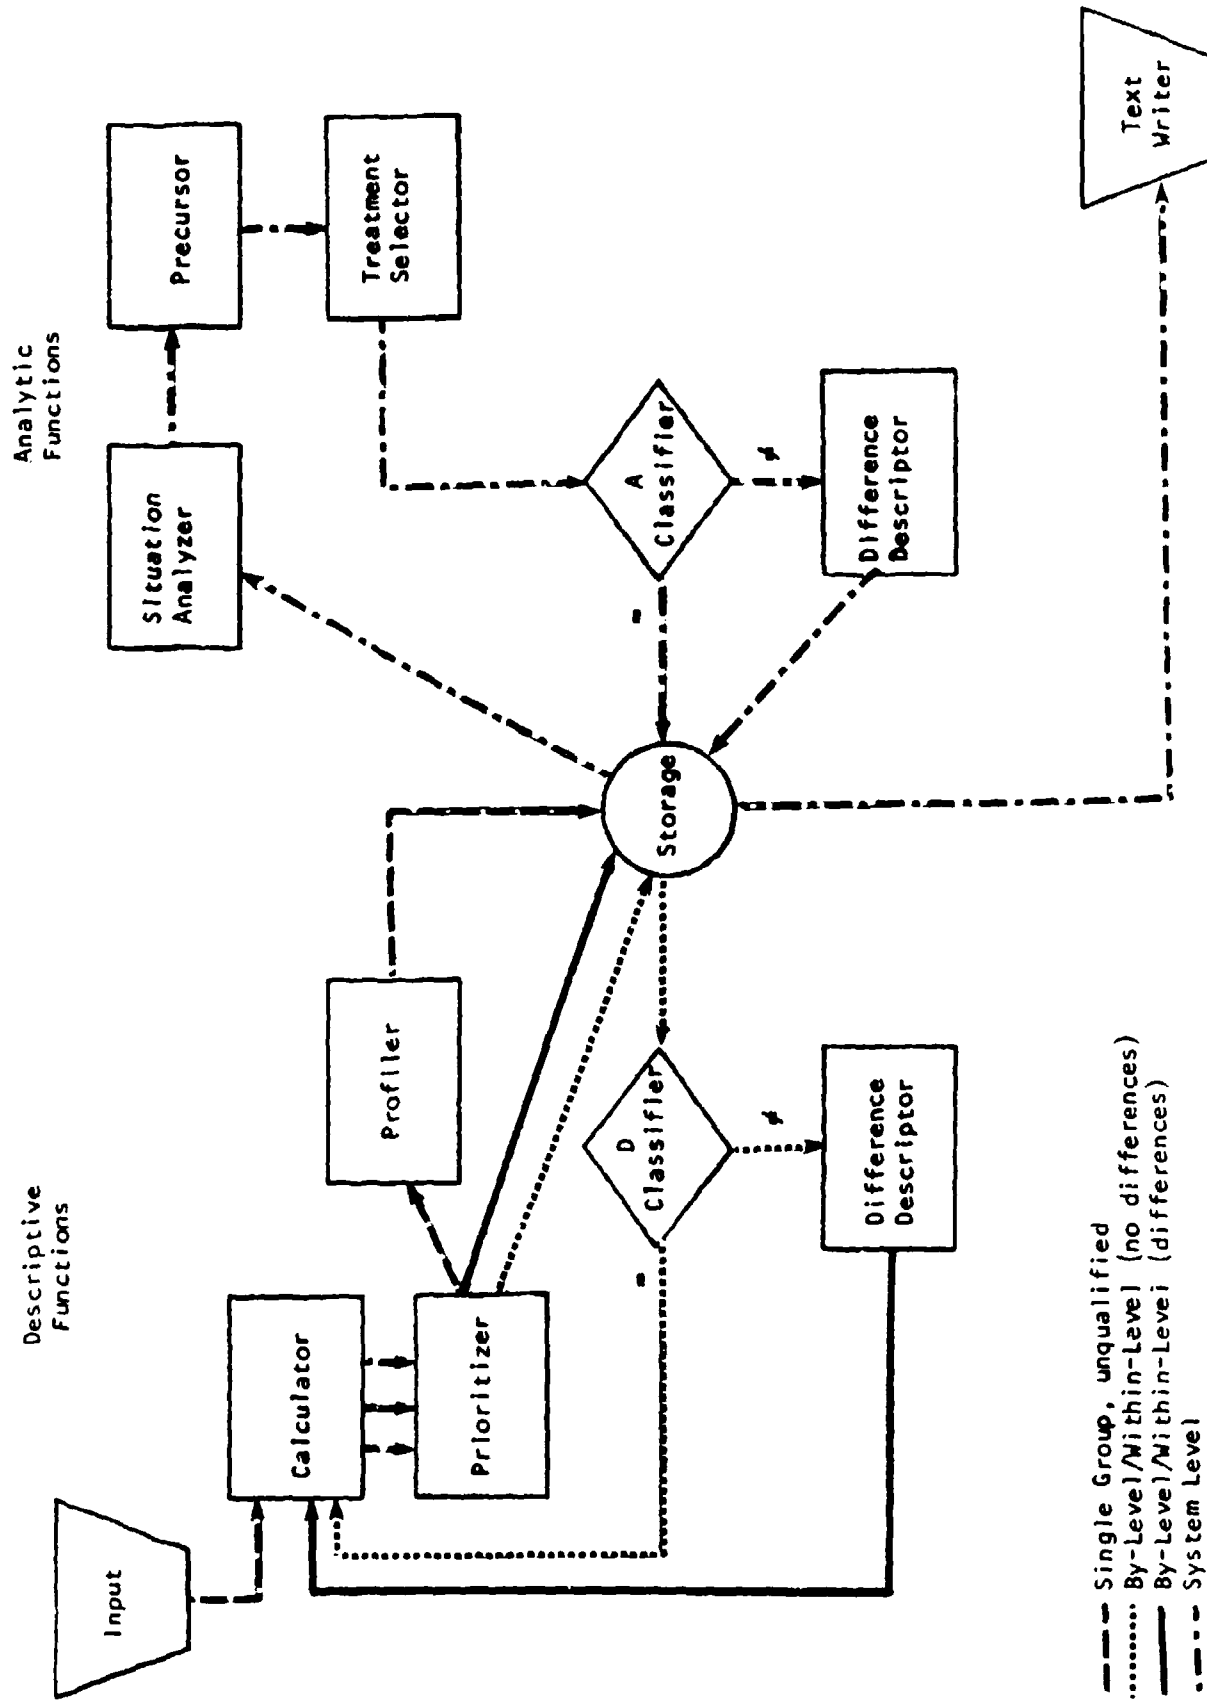 Descriptive
Functions
Analytic
Functions
Input
Calculator
Prioritizer
Profiler
Storage
Situation
Analyzer
Precursor
Treatment
Selector
A
Classifier
=
≠
Difference
Descriptor
D
Classifier
=
≠
Difference
Descriptor
Text
Writer
Single Group, unqualified
By-Level/Within-Level (no differences)
By-Level/Within-Level (differences)
System Level